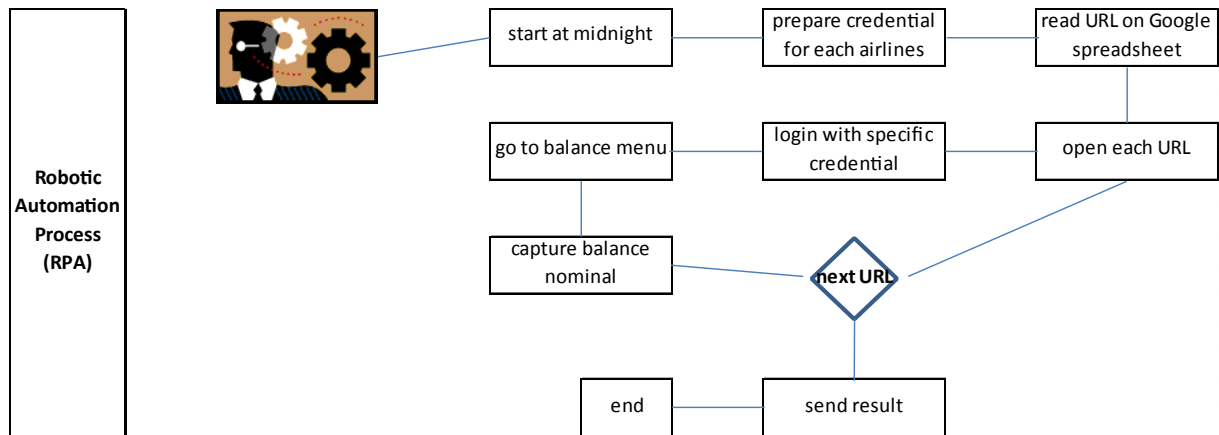 start at midnight
prepare credential
for each airlines
read URL on Google
spreadsheet
go to balance menu
login with specific
credential
open each URL
Robotic
Automation
Process
(RPA)
capture balance
nominal
next URL
end
send result